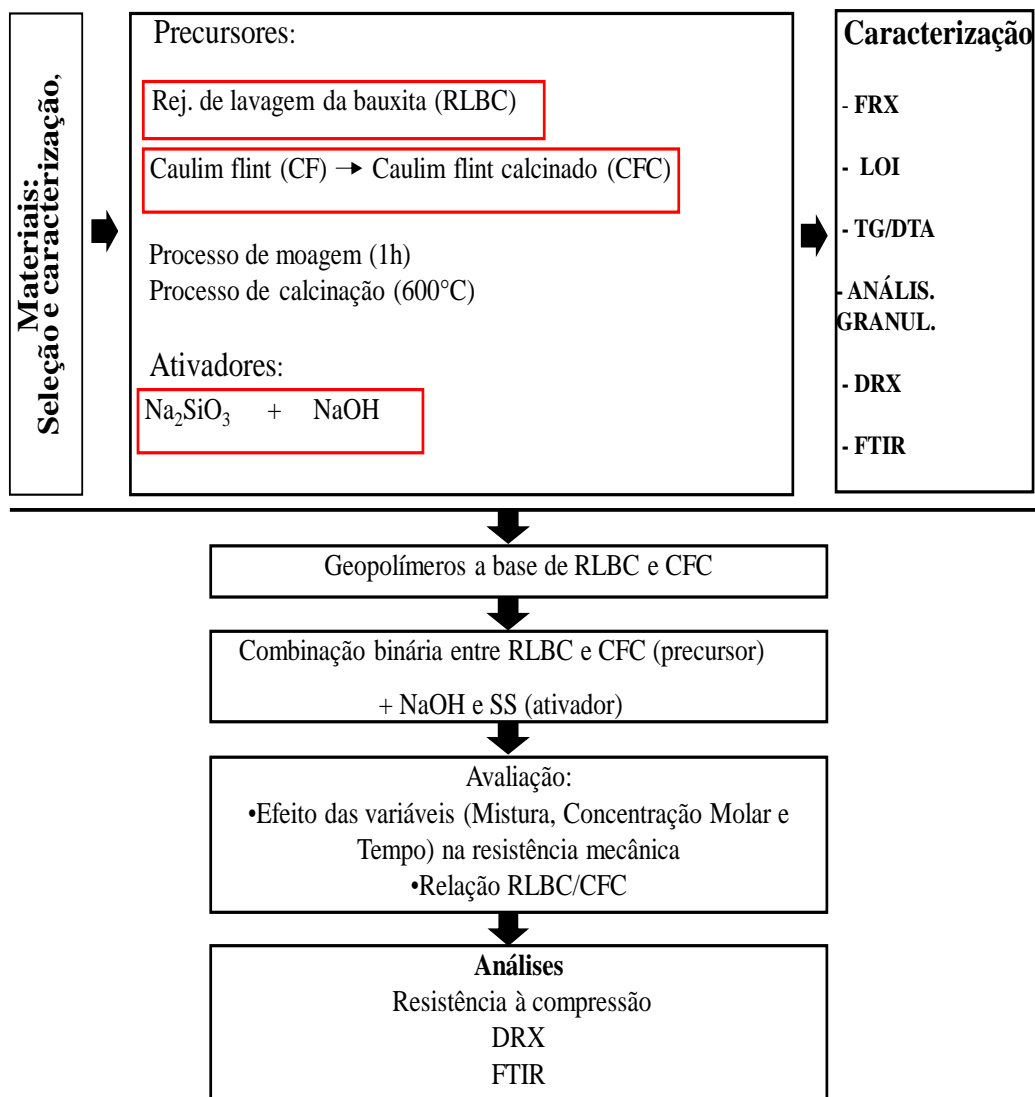 Materiais:
Seleção e caracterização,
Precursores:
Rej. de lavagem da bauxita (RLBC)
Caulim flint (CF) → Caulim flint calcinado (CFC)
Processo de moagem (1h)
Processo de calcinação (600°C)
Ativadores:
Na₂SiO₃ + NaOH
Caracterização
- FRX
- LOI
- TG/DTA
- ANÁLIS.
GRANUL.
- DRX
- FTIR
Geopolímeros a base de RLBC e CFC
Combinação binária entre RLBC e CFC (precursor)
+ NaOH e SS (ativador)
Avaliação:
•Efeito das variáveis (Mistura, Concentração Molar e
Tempo) na resistência mecânica
•Relação RLBC/CFC
Análises
Resistência à compressão
DRX
FTIR